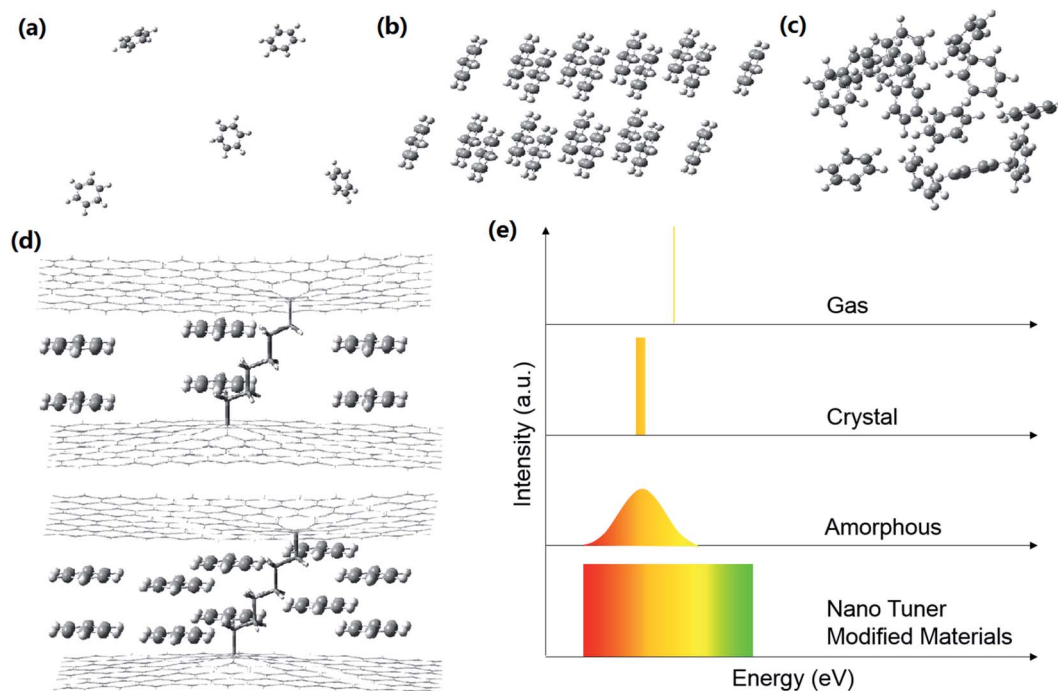 (a)
(b)
(c)
(d)
(e)
Intensity (a.u.)
Gas
Crystal
Amorphous
Nano Tuner
Modified Materials
Energy (eV)